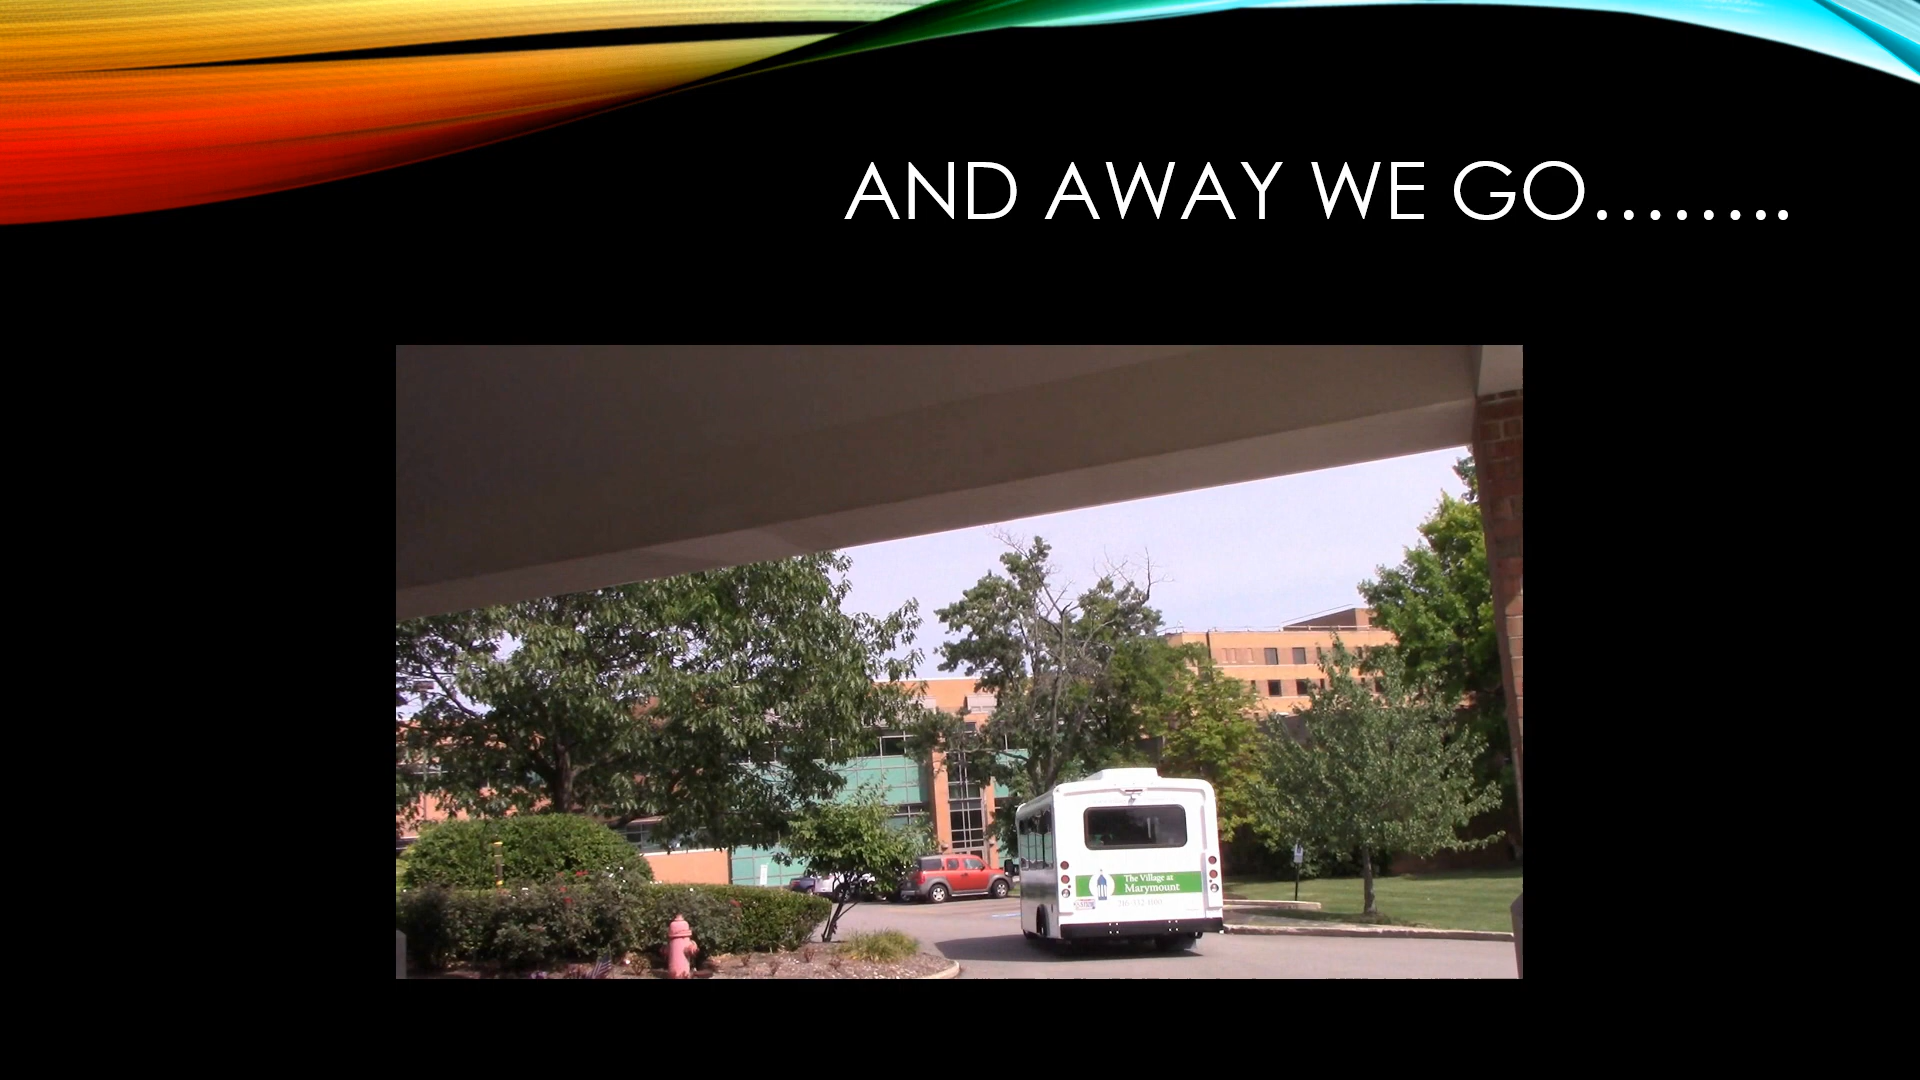 AND AWAY WE GO........
The Village at
Marymount